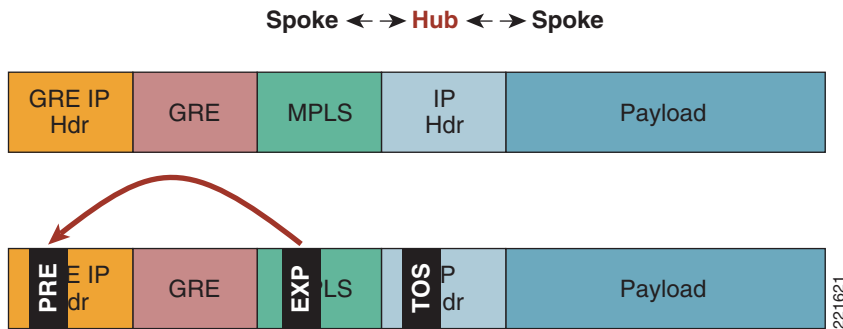 Spoke Hub Spoke
GRE IP
Hdr
GRE
MPLS
IP
Hdr
Payload
PRE
E IP
dr
GRE
EXP
PLS
TOS
P
dr
Payload
221621